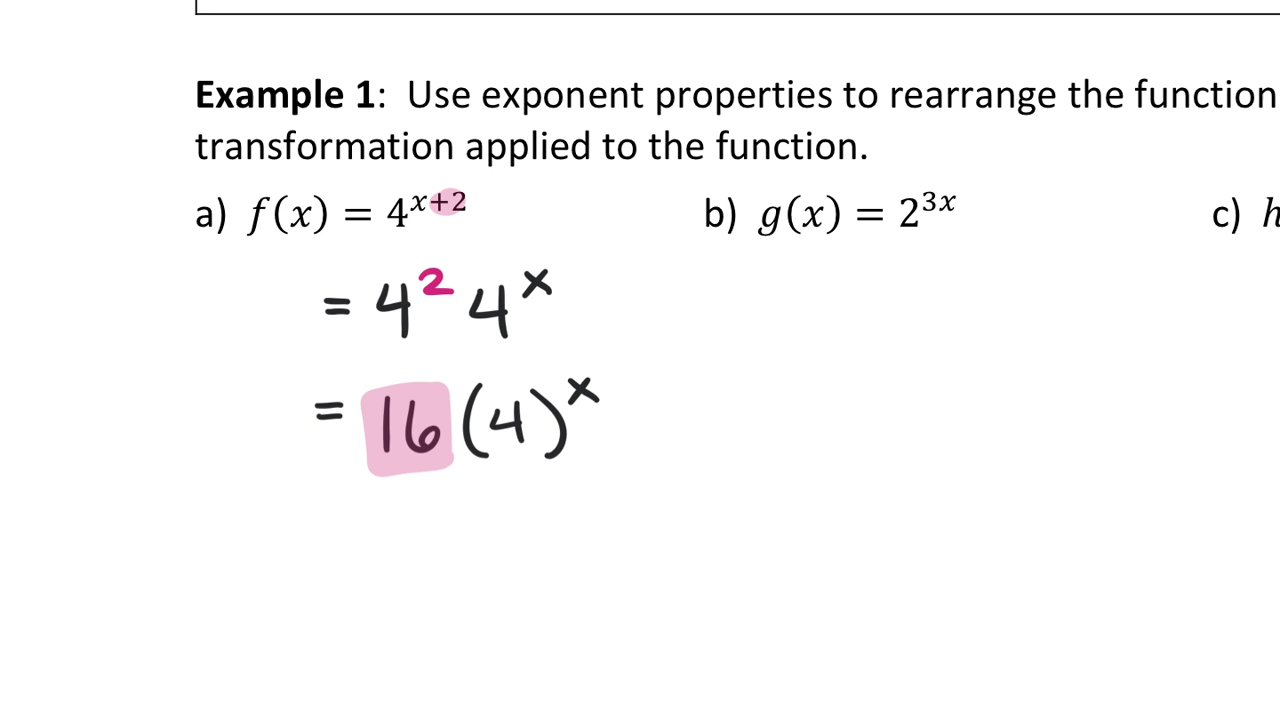 Example 1: Use exponent properties to rearrange the function
transformation applied to the function.
a) f(x) = 4^{x+2} b) g(x) = 2^{3x} c) h
= 4^2 4^x
= 16(4)^x